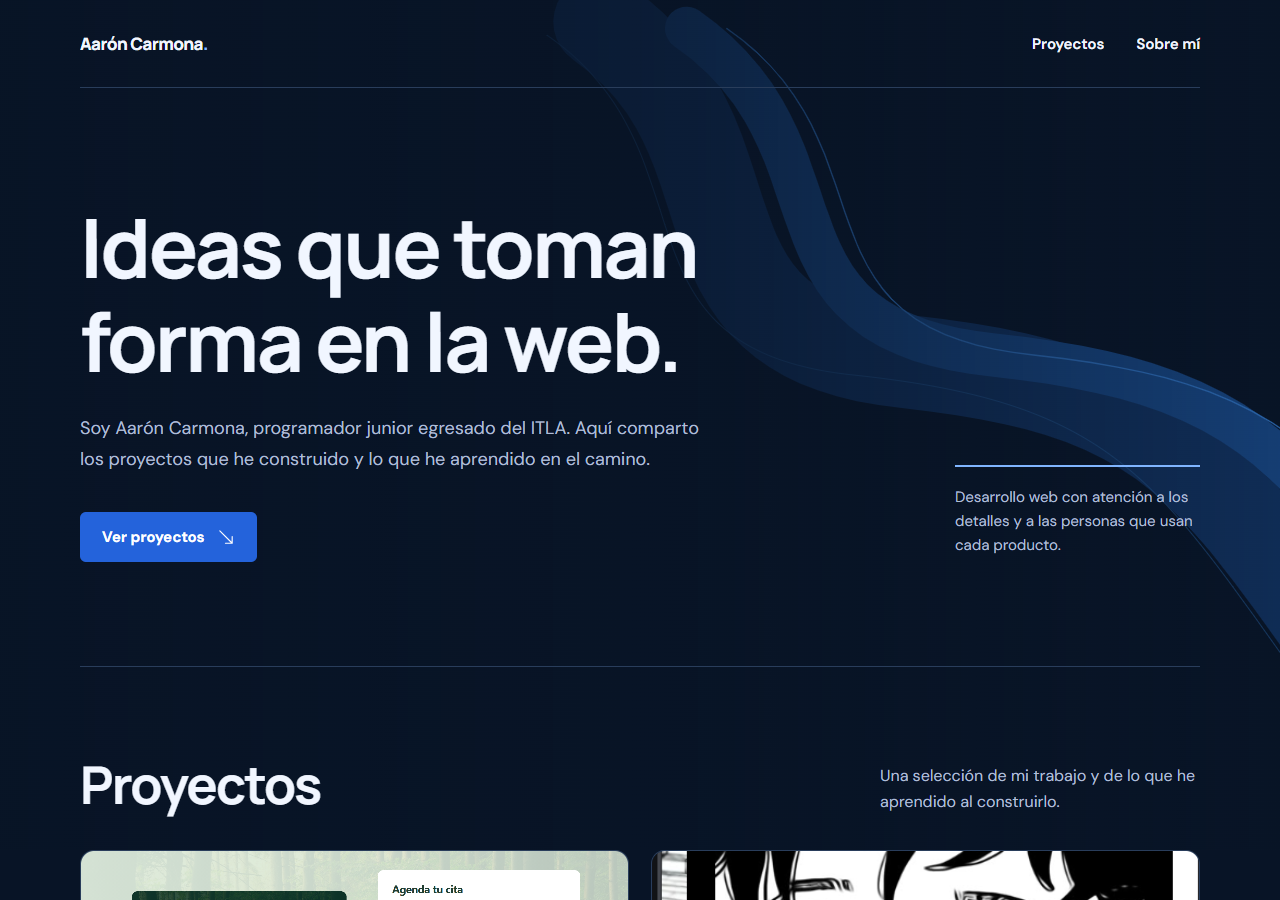 Aarón Carmona.
Proyectos
Sobre mí
Ideas que toman
forma en la web.
Soy Aarón Carmona, programador junior egresado del ITLA. Aquí comparto
los proyectos que he construido y lo que he aprendido en el camino.
Ver proyectos
Desarrollo web con atención a los
detalles y a las personas que usan
cada producto.
Proyectos
Una selección de mi trabajo y de lo que he
aprendido al construirlo.
Agenda tu cita